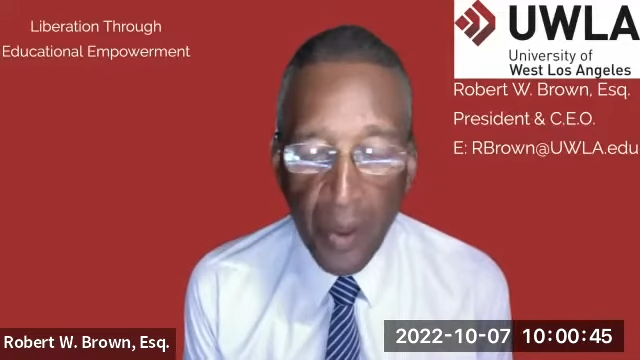 Liberation Through
Educational Empowerment
UWLA
University of
West Los Angeles
Robert W. Brown, Esq.
President & C.E.O.
E: RBrown@UWLA.edu
Robert W. Brown, Esq.
2022-10-07 10:00:45